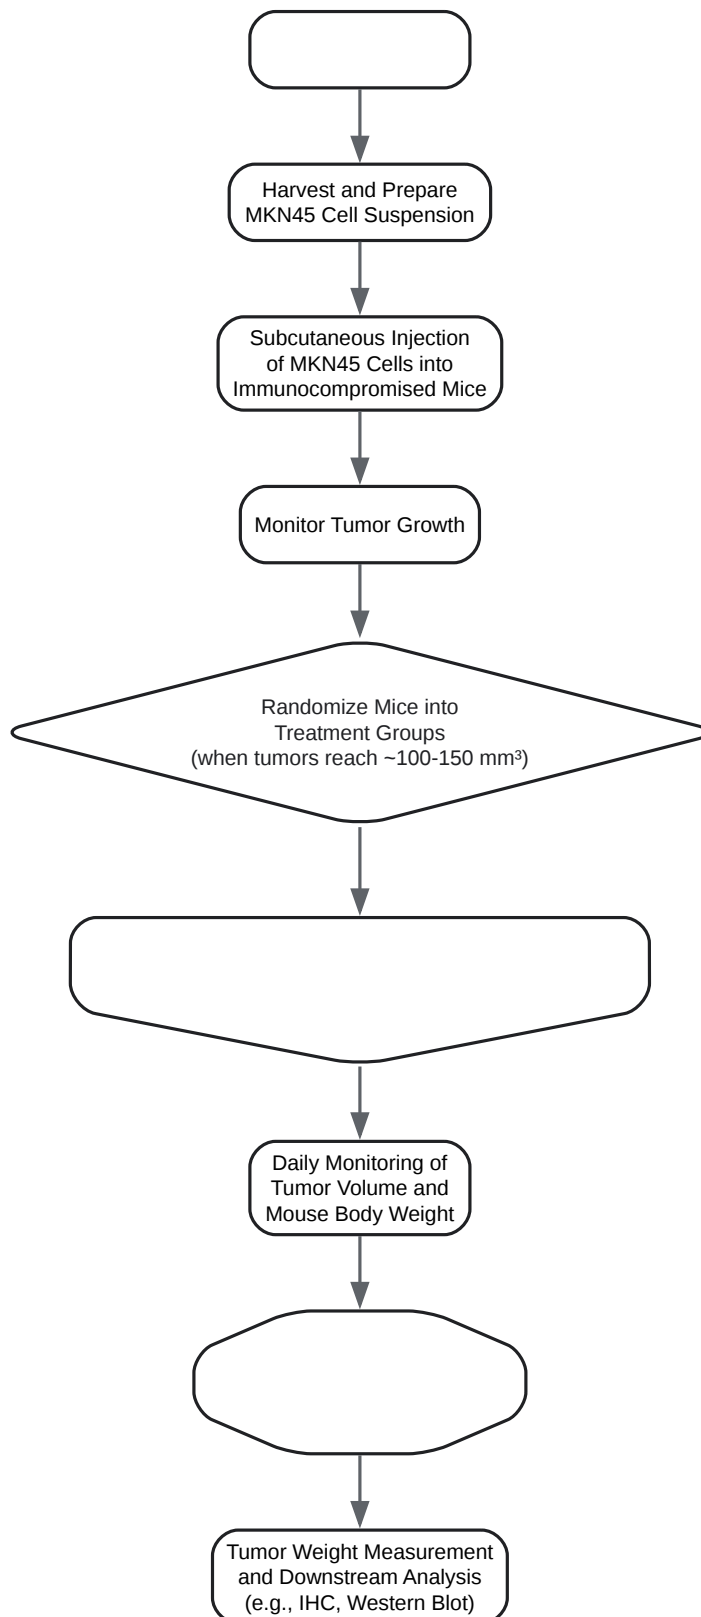 Harvest and Prepare
MKN45 Cell Suspension
Subcutaneous Injection
of MKN45 Cells into
Immunocompromised Mice
Monitor Tumor Growth
Randomize Mice into
Treatment Groups
(when tumors reach ~100-150 mm³)
Daily Monitoring of
Tumor Volume and
Mouse Body Weight
Tumor Weight Measurement
and Downstream Analysis
(e.g., IHC, Western Blot)